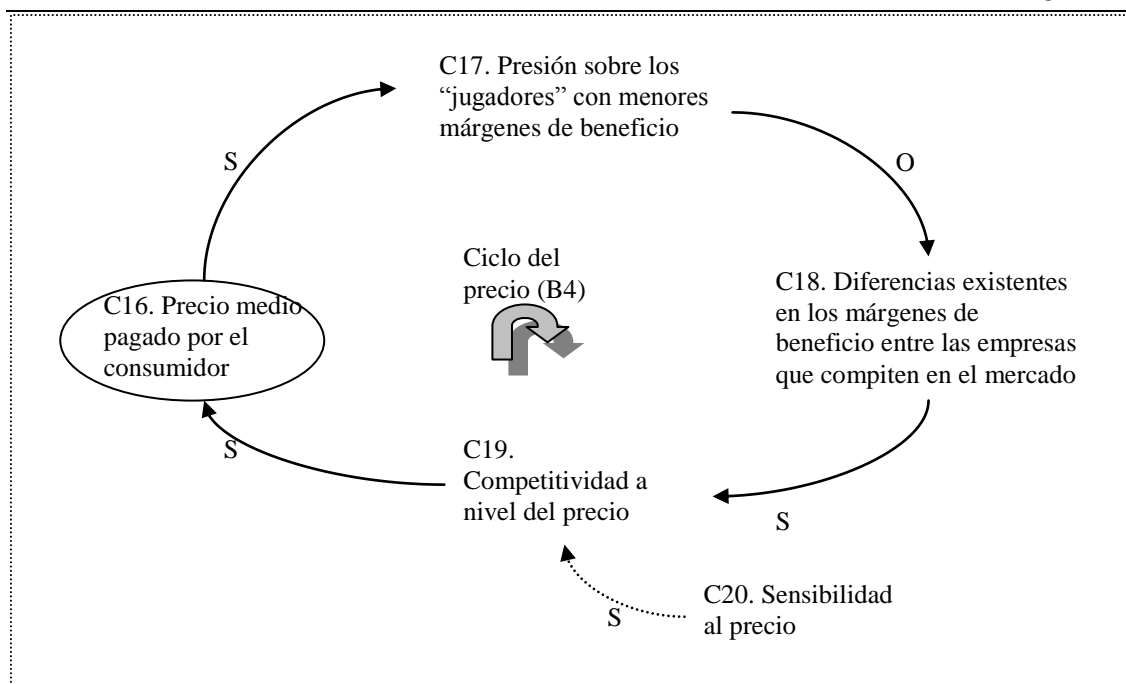 C17. Presión sobre los
“jugadores” con menores
márgenes de beneficio
S
O
Ciclo del
precio (B4)
C16. Precio medio
pagado por el
consumidor
C18. Diferencias existentes
en los márgenes de
beneficio entre las empresas
que compiten en el mercado
S
C19.
Competitividad a
nivel del precio
S
S
C20. Sensibilidad
al precio